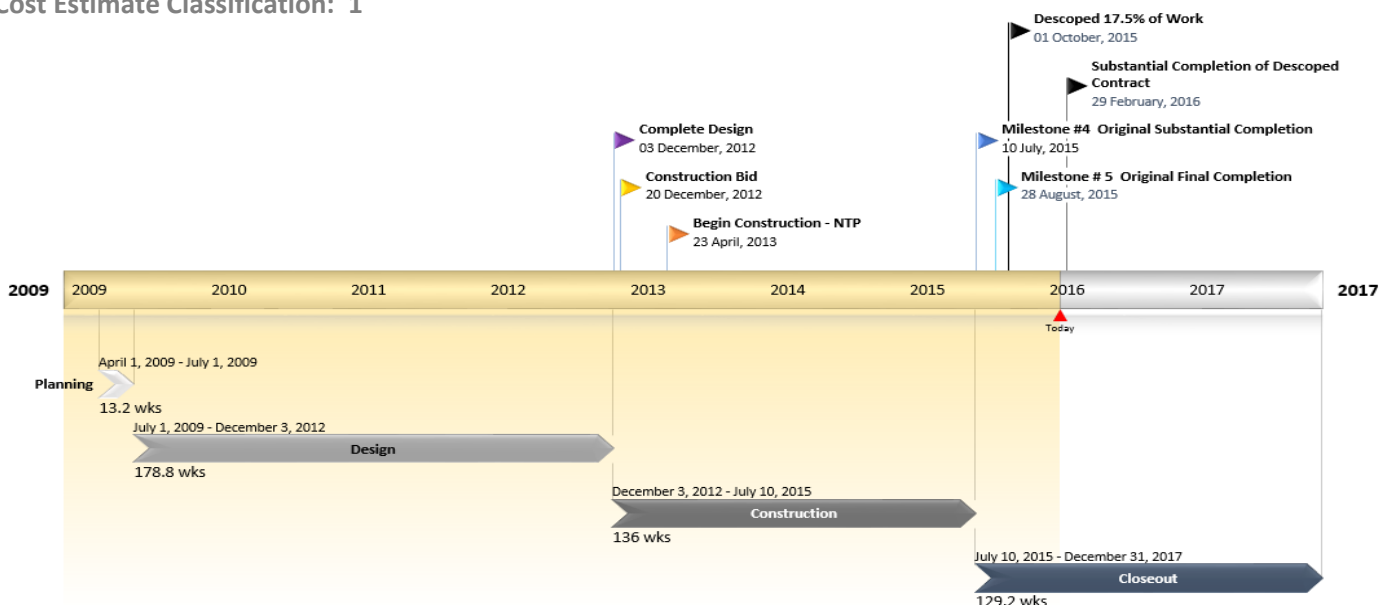 Cost Estimate Classification: 1
Descoped 17.5% of Work
01 October, 2015
Substantial Completion of Descoped
Contract
29 February, 2016
Complete Design
03 December, 2012
Milestone #4  Original Substantial Completion
10 July, 2015
Construction Bid
20 December, 2012
Milestone # 5  Original Final Completion
28 August, 2015
Begin Construction - NTP
23 April, 2013
2009 2009 2010 2011 2012 2013 2014 2015 2016 2017 2017
Today
April 1, 2009 - July 1, 2009
Planning
13.2 wks
July 1, 2009 - December 3, 2012
Design
178.8 wks
December 3, 2012 - July 10, 2015
Construction
136 wks
July 10, 2015 - December 31, 2017
Closeout
129.2 wks